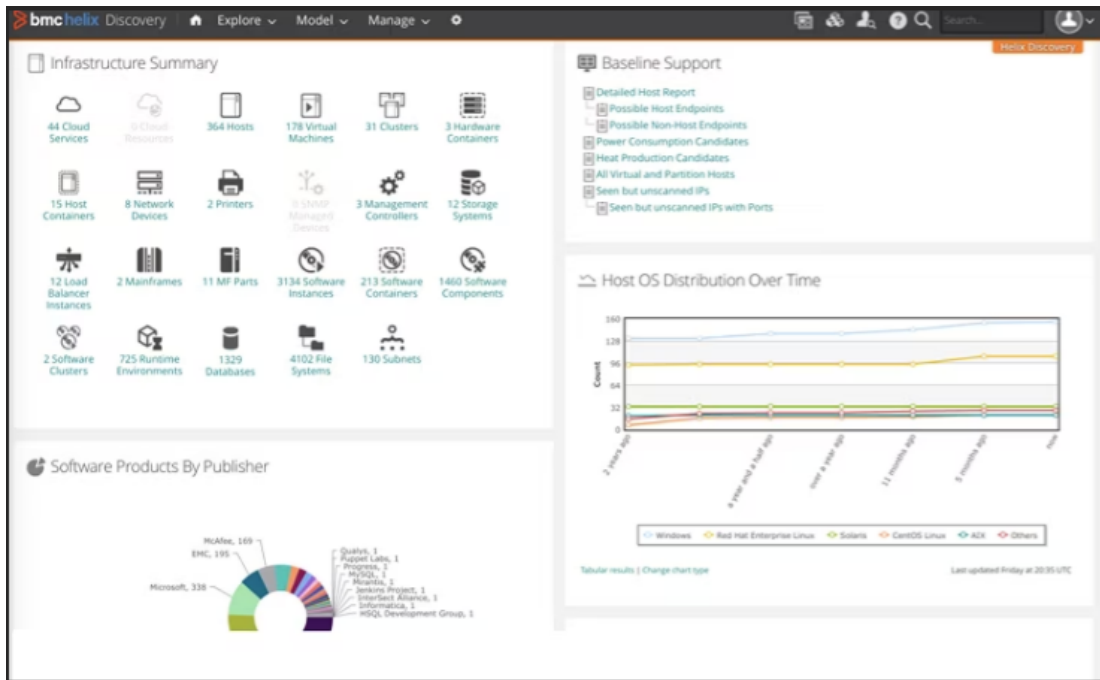 bmc helix Discovery
Explore
Model
Manage
Search...
Helix Discovery
Infrastructure Summary
44 Cloud
Services
0 Cloud
Resources
364 Hosts
178 Virtual
Machines
31 Clusters
3 Hardware
Containers
15 Host
Containers
8 Network
Devices
2 Printers
0 SNMP
Managed
Devices
3 Management
Controllers
12 Storage
Systems
12 Load
Balancer
Instances
2 Mainframes
11 MF Parts
3134 Software
Instances
213 Software
Containers
1460 Software
Components
2 Software
Clusters
725 Runtime
Environments
1329
Databases
4102 File
Systems
130 Subnets
Software Products By Publisher
McAfee, 169
EMC, 195
Microsoft, 338
Qualys, 1
Puppet Labs, 1
Progress, 1
MySQL, 1
Mirantis, 1
Jenkins Project, 1
InterSect Alliance, 1
Informatica, 1
HSQL Development Group, 1
Baseline Support
Detailed Host Report
Possible Host Endpoints
Possible Non-Host Endpoints
Power Consumption Candidates
Heat Production Candidates
All Virtual and Partition Hosts
Seen but unscanned IPs
Seen but unscanned IPs with Ports
Host OS Distribution Over Time
160
128
96
64
32
0
Count
2 years ago
a year and a half ago
over a year ago
11 months ago
5 months ago
now
Windows
Red Hat Enterprise Linux
Solaris
CentOS Linux
AIX
Others
Tabular results | Change chart type
Last updated Friday at 20:35 UTC